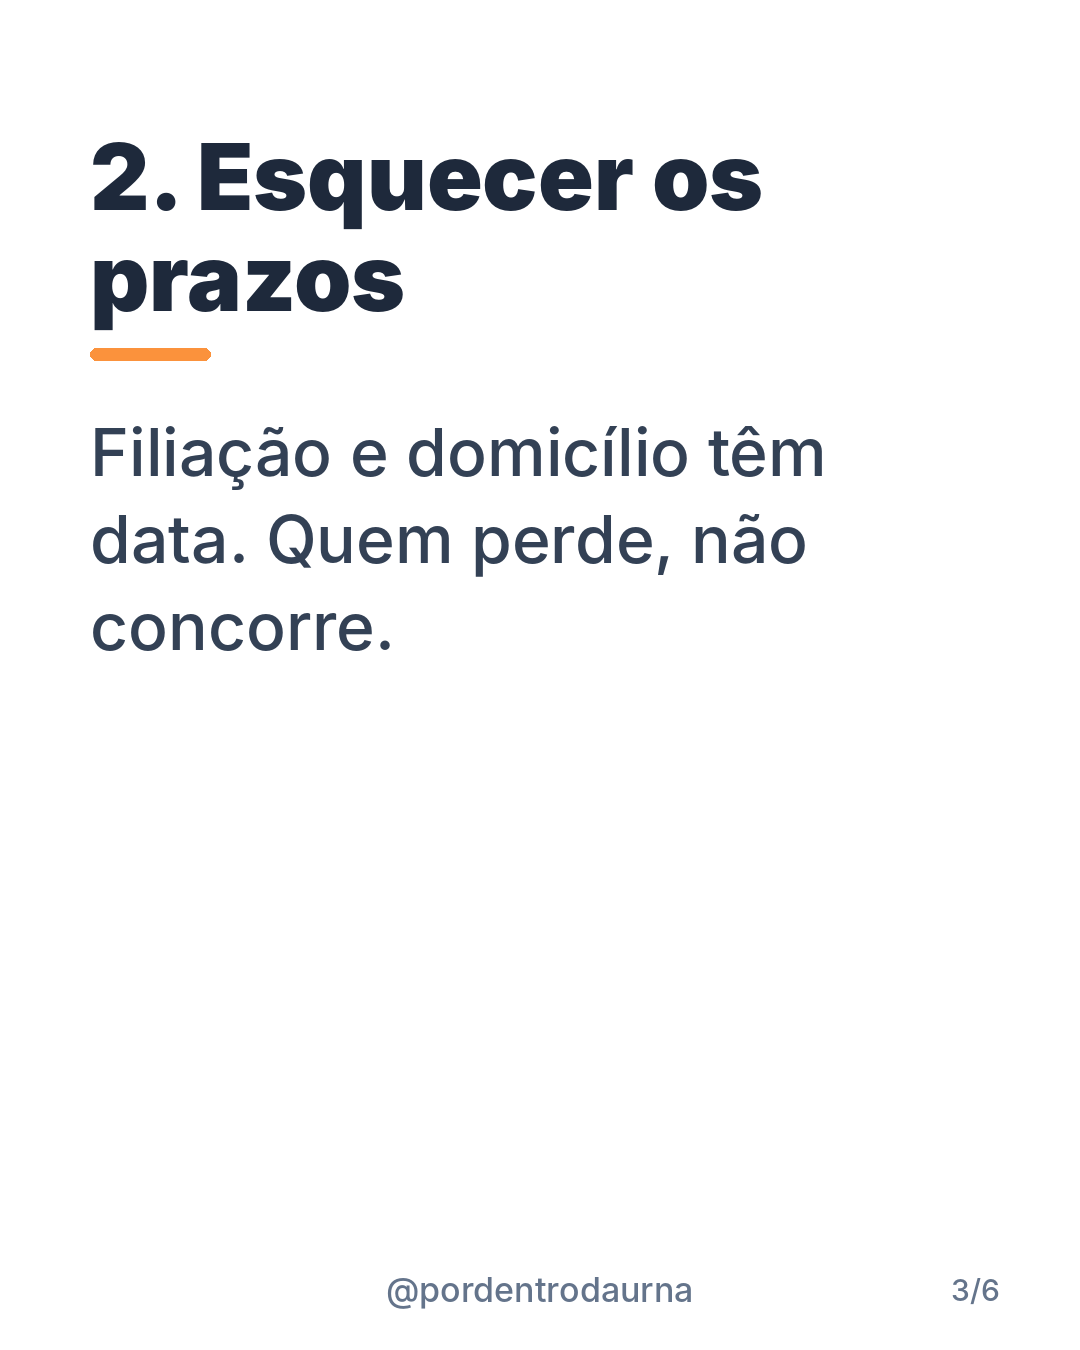 2. Esquecer os
prazos
Filiação e domicílio têm
data. Quem perde, não
concorre.
@pordentrodaurna
3/6